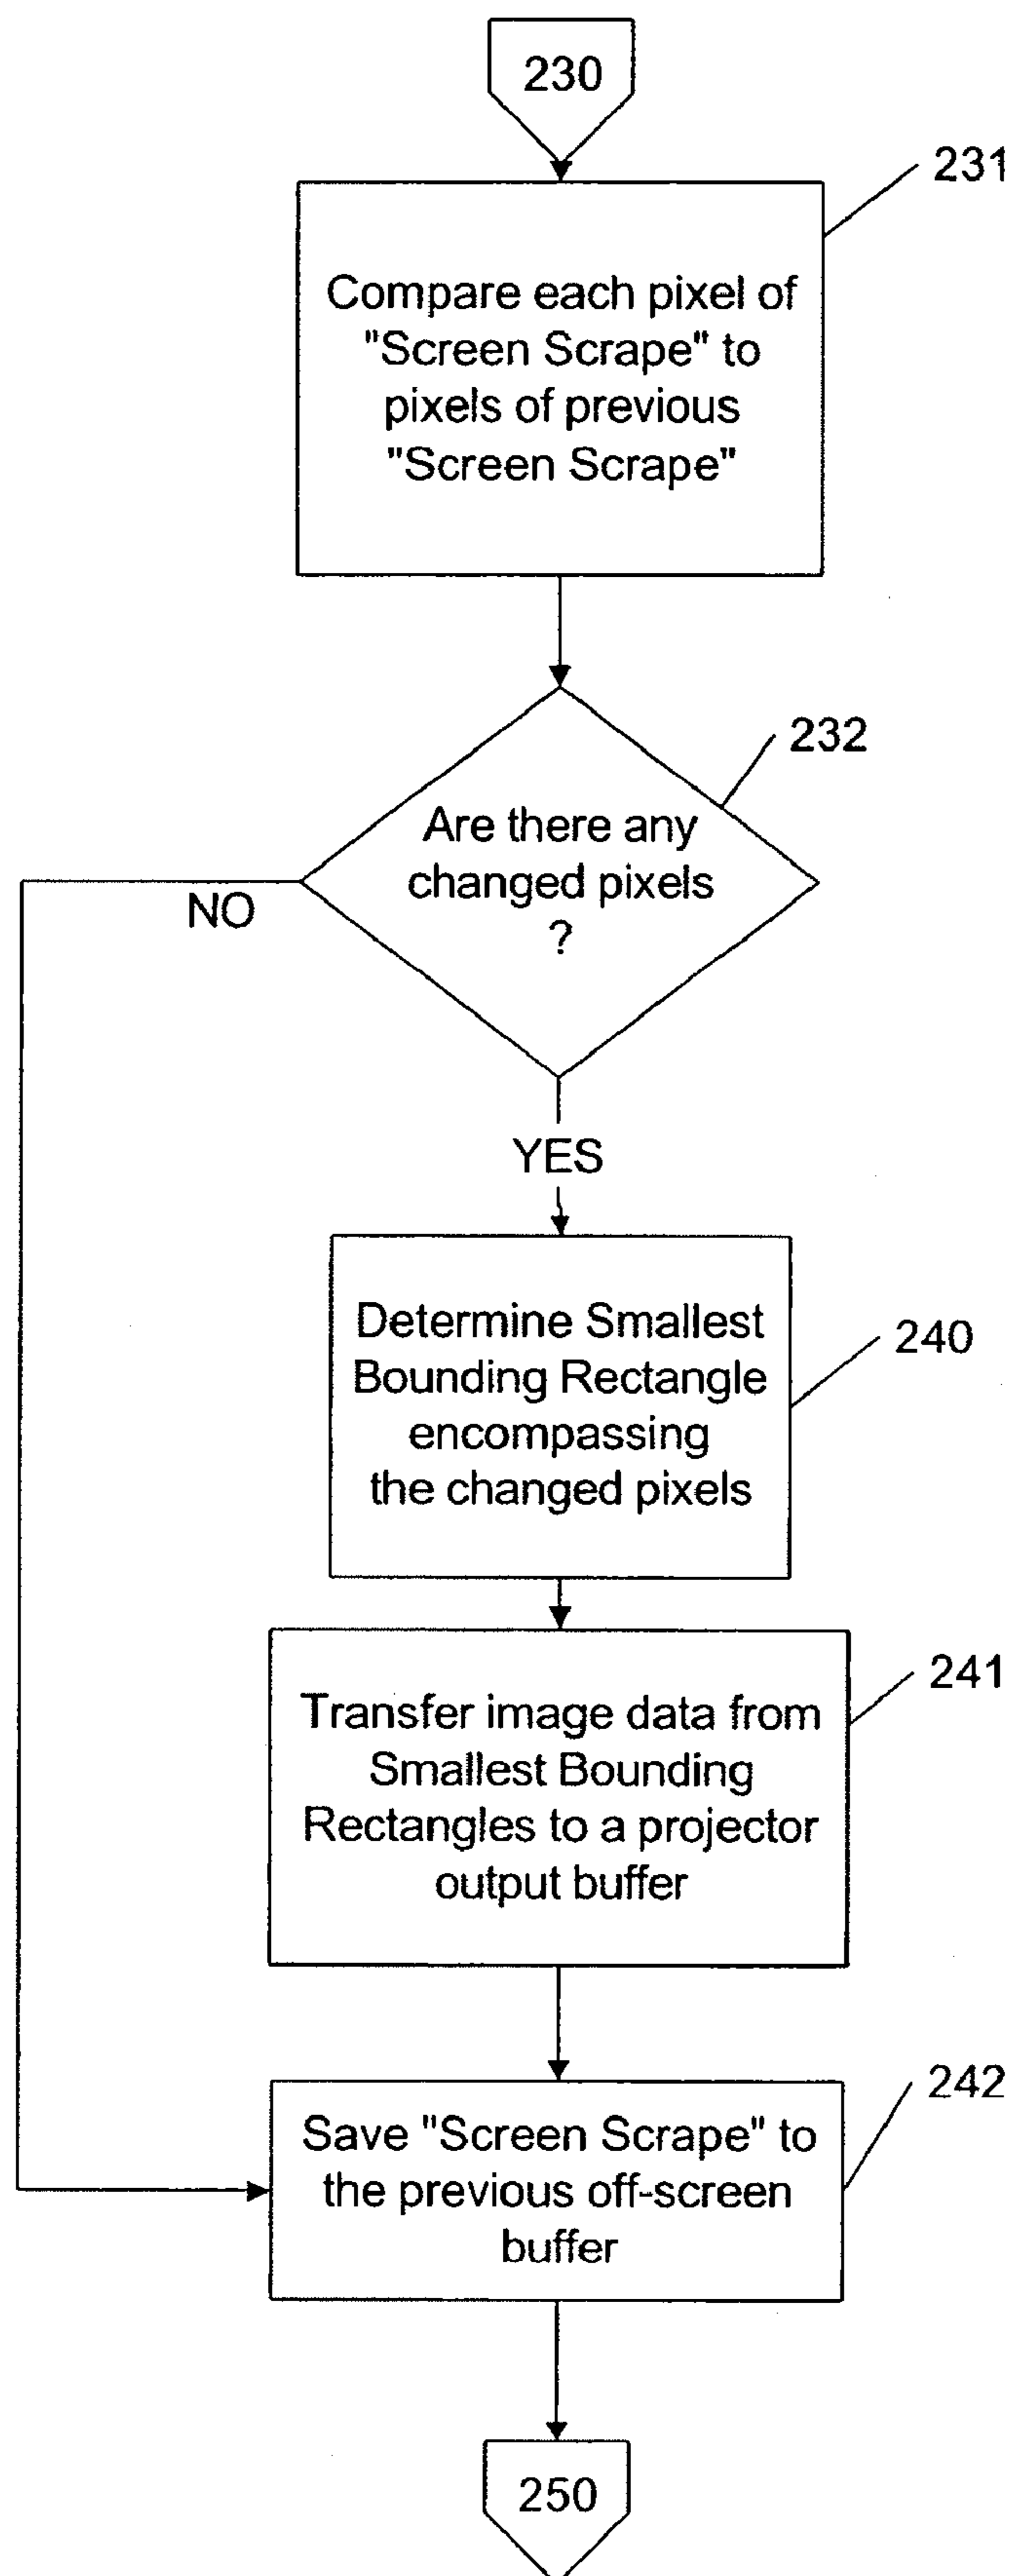 230
231
Compare each pixel of
"Screen Scrape" to
pixels of previous
"Screen Scrape"
232
Are there any
changed pixels
?
NO
YES
Determine Smallest
Bounding Rectangle
encompassing
the changed pixels
240
241
Transfer image data from
Smallest Bounding
Rectangles to a projector
output buffer
242
Save "Screen Scrape" to
the previous off-screen
buffer
250